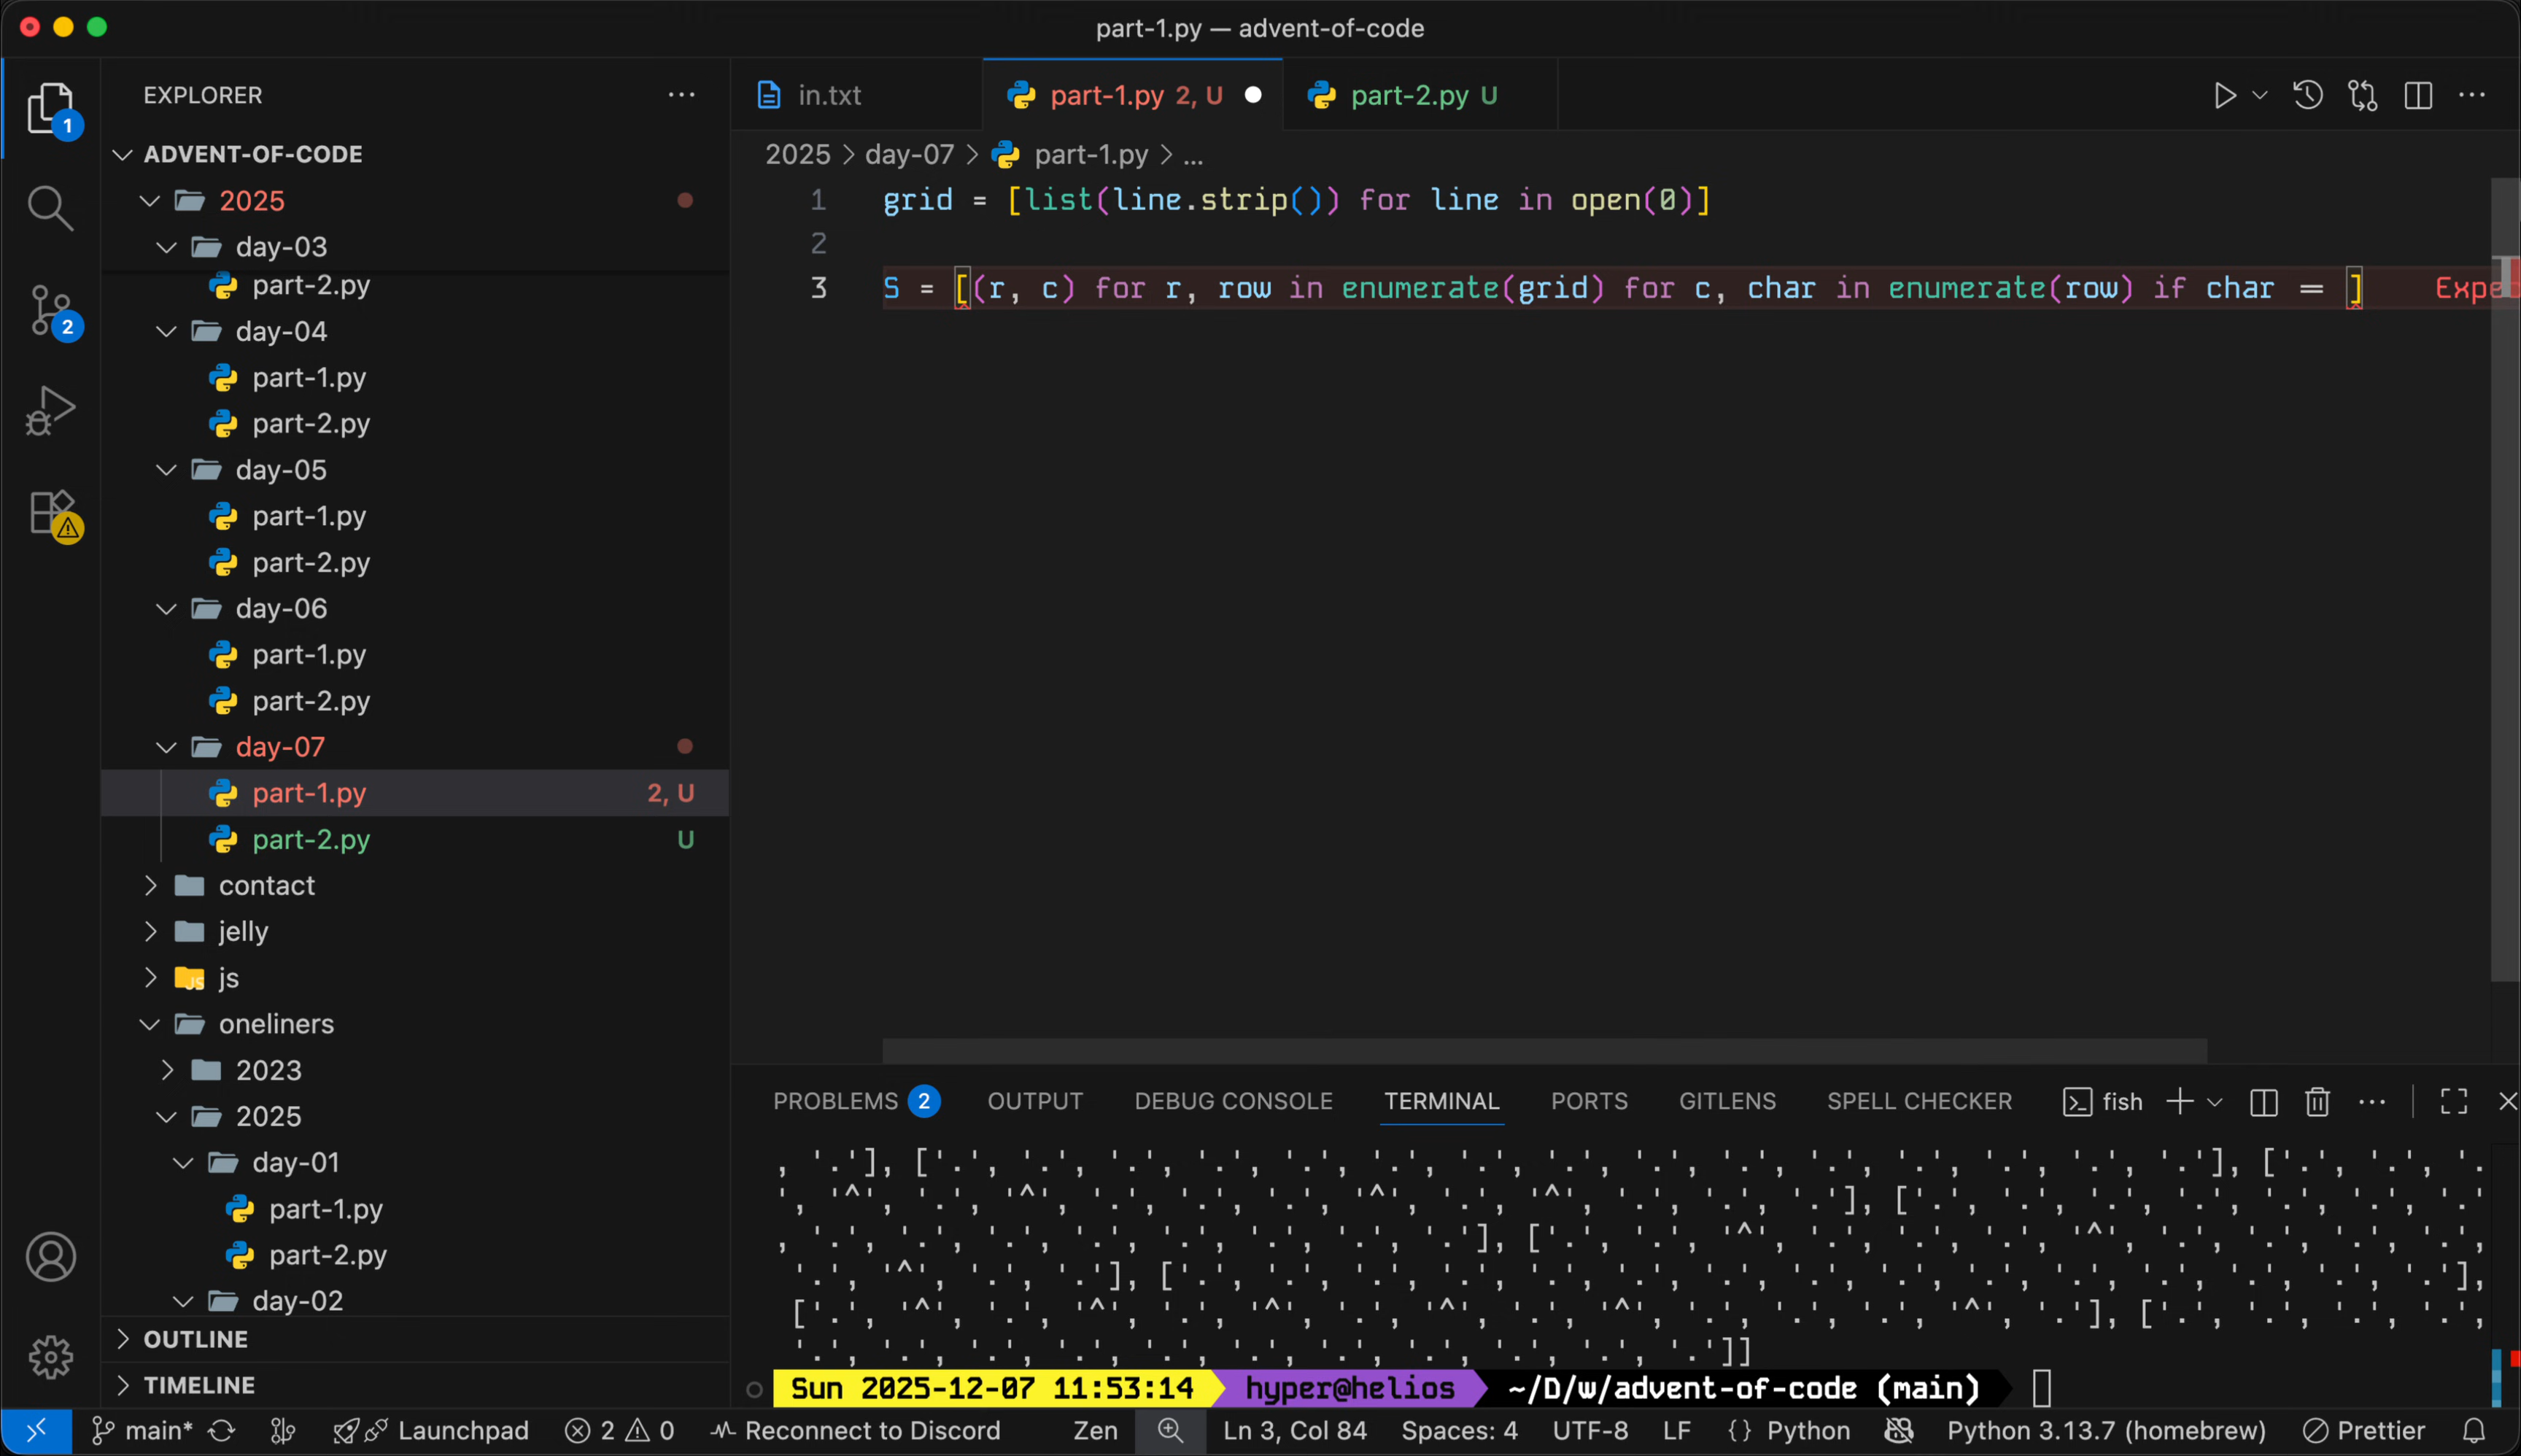 part-1.py — advent-of-code
EXPLORER
ADVENT-OF-CODE
2025
day-03
part-2.py
day-04
part-1.py
part-2.py
day-05
part-1.py
part-2.py
day-06
part-1.py
part-2.py
day-07
part-1.py 2, U
part-2.py U
contact
jelly
js
oneliners
2023
2025
day-01
part-1.py
part-2.py
day-02
OUTLINE
TIMELINE
1
2
in.txt part-1.py 2, U part-2.py U
2025 > day-07 > part-1.py > ...
1 grid = [list(line.strip()) for line in open(0)]
2
3 S = [(r, c) for r, row in enumerate(grid) for c, char in enumerate(row) if char = ] Expe
PROBLEMS 2 OUTPUT DEBUG CONSOLE TERMINAL PORTS GITLENS SPELL CHECKER fish
, '.'], ['.', '.', '.', '.', '.', '.', '.', '.', '.', '.', '.', '.', '.', '.', '.'], ['.', '.', '.
', '^', '.', '^', '.', '.', '.', '^', '.', '^', '.', '.', '.'], ['.', '.', '.', '.', '.', '.', '.'
, '.', '.', '.', '.', '.', '.', '.', '.'], ['.', '.', '^', '.', '.', '.', '^', '.', '.', '.', '.',
'.', '^', '.', '.'], ['.', '.', '.', '.', '.', '.', '.', '.', '.', '.', '.', '.', '.', '.', '.'],
['.', '^', '.', '^', '.', '^', '.', '^', '.', '^', '.', '.', '.', '^', '.'], ['.', '.', '.', '.',
'.', '.', '.', '.', '.', '.', '.', '.', '.', '.', '.']]
Sun 2025-12-07 11:53:14 hyper@helios ~/D/w/advent-of-code (main)
main* Launchpad 2 0 Reconnect to Discord Zen Ln 3, Col 84 Spaces: 4 UTF-8 LF {} Python Python 3.13.7 (homebrew) Prettier